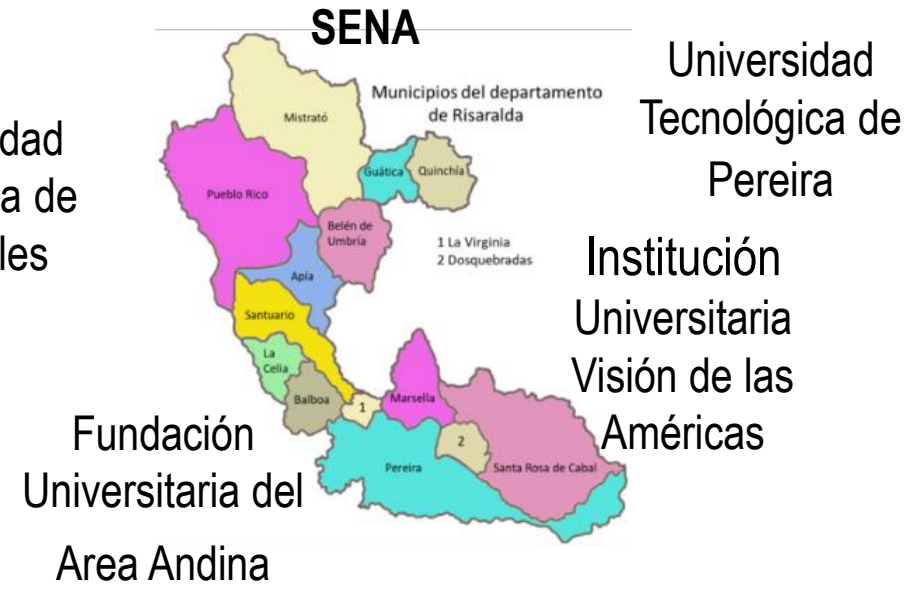 SENA
Universidad
Tecnológica de
Pereira
Municipios del departamento
de Risaralda
Mistrató
dad
a de
les
Guática
Quinchía
Pueblo Rico
Belén de
Umbría
1 La Virginia
2 Dosquebradas
Institución
Universitaria
Visión de las
Américas
Apía
Santuario
La
Celia
Balboa
1
Marsella
2
Pereira
Santa Rosa de Cabal
Fundación
Universitaria del
Area Andina